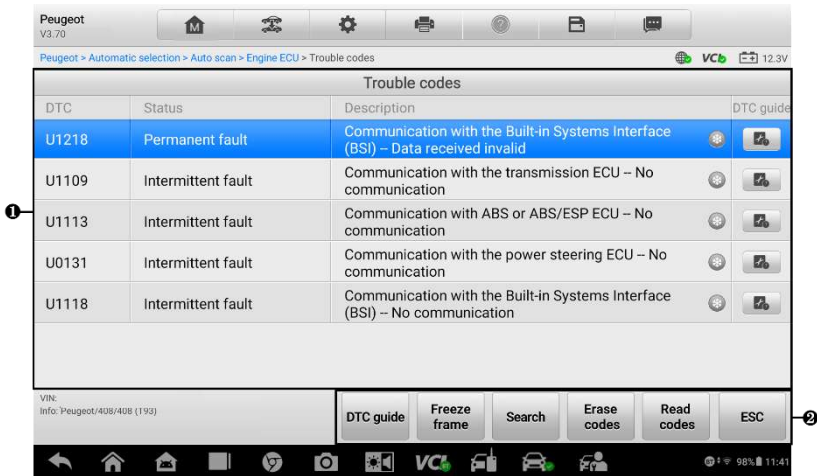 Peugeot
V3.70
M
Peugeot > Automatic selection > Auto scan > Engine ECU > Trouble codes
VCI
12.3V
Trouble codes
DTC Status Description DTC guide
U1218 Permanent fault Communication with the Built-in Systems Interface
(BSI) -- Data received invalid
U1109 Intermittent fault Communication with the transmission ECU -- No
communication
❶
U1113 Intermittent fault Communication with ABS or ABS/ESP ECU -- No
communication
U0131 Intermittent fault Communication with the power steering ECU -- No
communication
U1118 Intermittent fault Communication with the Built-in Systems Interface
(BSI) -- No communication
VIN:
Info: Peugeot/408/408 (T93)
DTC guide
Freeze
frame
Search
Erase
codes
Read
codes
ESC
❷
VCI
98% 11:41